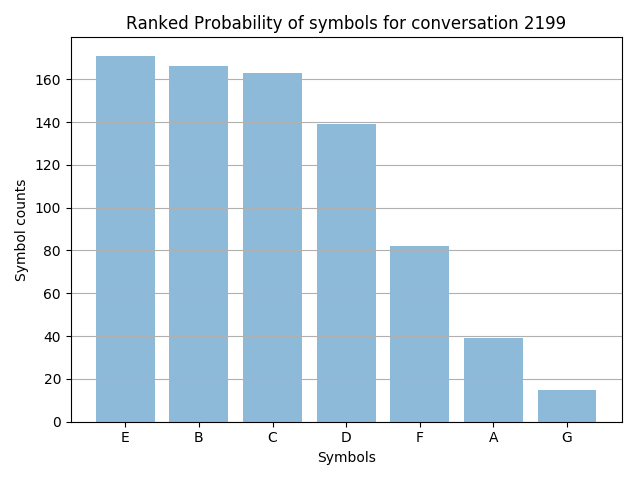 Ranked Probability of symbols for conversation 2199
160
140
120
100
80
60
40
20
0
Symbol counts
E B C D F A G
Symbols